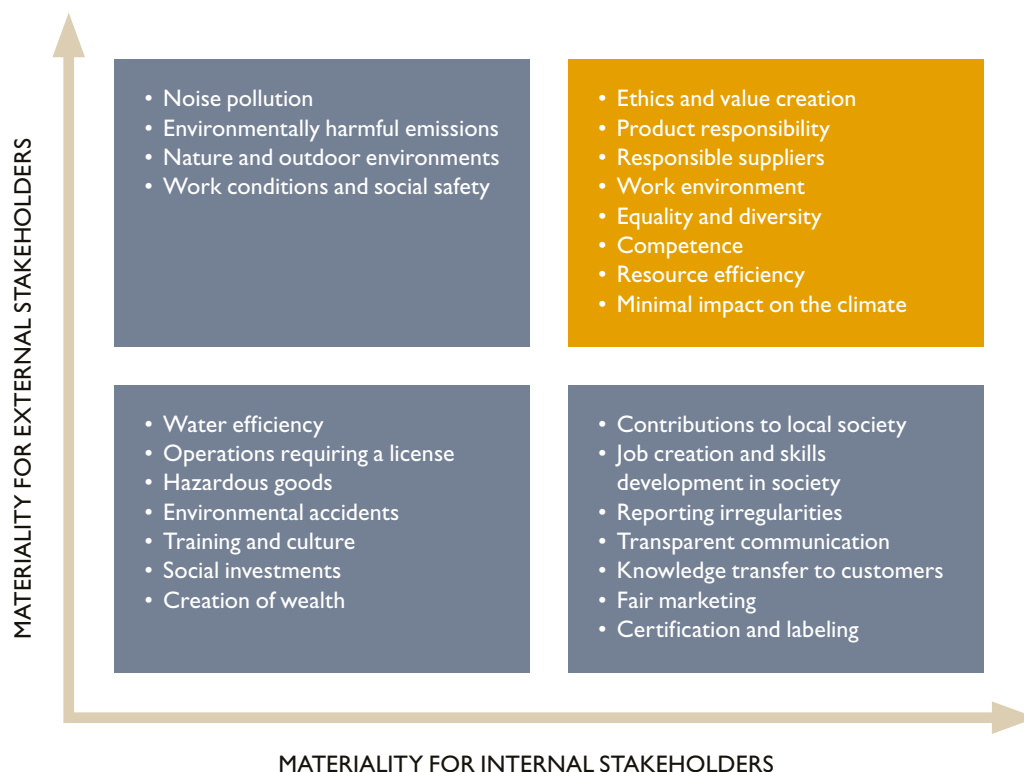 MATERIALITY FOR EXTERNAL STAKEHOLDERS
• Noise pollution
• Environmentally harmful emissions
• Nature and outdoor environments
• Work conditions and social safety
• Ethics and value creation
• Product responsibility
• Responsible suppliers
• Work environment
• Equality and diversity
• Competence
• Resource efficiency
• Minimal impact on the climate
• Water efficiency
• Operations requiring a license
• Hazardous goods
• Environmental accidents
• Training and culture
• Social investments
• Creation of wealth
• Contributions to local society
• Job creation and skills
development in society
• Reporting irregularities
• Transparent communication
• Knowledge transfer to customers
• Fair marketing
• Certification and labeling
MATERIALITY FOR INTERNAL STAKEHOLDERS